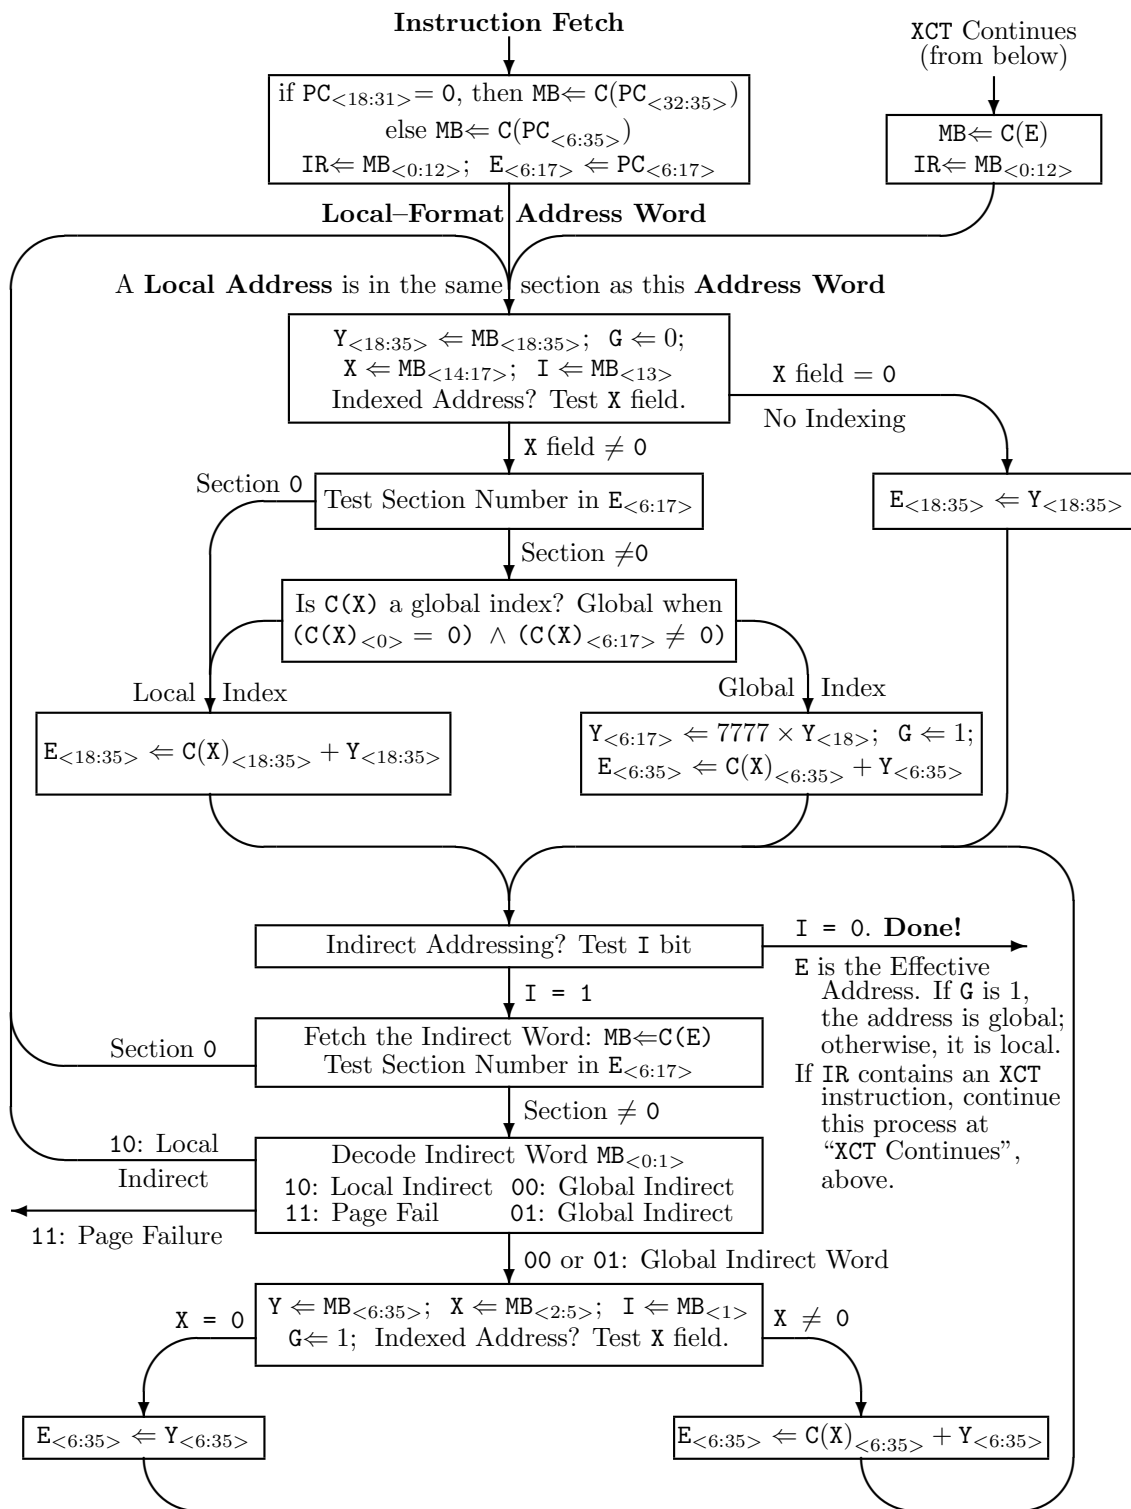 Instruction Fetch
XCT Continues
(from below)
if PC<18:31> = 0, then MB⇐ C(PC<32:35>)
else MB⇐ C(PC<6:35>)
IR⇐ MB<0:12>; E<6:17> ⇐ PC<6:17>
MB⇐ C(E)
IR⇐ MB<0:12>
Local–Format Address Word
A Local Address is in the same section as this Address Word
Y<18:35> ⇐ MB<18:35>; G ⇐ 0;
X ⇐ MB<14:17>; I ⇐ MB<13>
Indexed Address? Test X field.
X field = 0
No Indexing
X field ≠ 0
Section 0
Test Section Number in E<6:17>
E<18:35> ⇐ Y<18:35>
Section ≠0
Is C(X) a global index? Global when
(C(X)<0> = 0) ∧ (C(X)<6:17> ≠ 0)
Local Index
Global Index
E<18:35> ⇐ C(X)<18:35> + Y<18:35>
Y<6:17> ⇐ 7777 × Y<18>; G ⇐ 1;
E<6:35> ⇐ C(X)<6:35> + Y<6:35>
Indirect Addressing? Test I bit
I = 0. Done!
E is the Effective
Address. If G is 1,
the address is global;
otherwise, it is local.
If IR contains an XCT
instruction, continue
this process at
“XCT Continues”,
above.
I = 1
Section 0
Fetch the Indirect Word: MB⇐C(E)
Test Section Number in E<6:17>
Section ≠ 0
10: Local
Indirect
Decode Indirect Word MB<0:1>
10: Local Indirect 00: Global Indirect
11: Page Fail 01: Global Indirect
11: Page Failure
00 or 01: Global Indirect Word
X = 0
Y ⇐ MB<6:35>; X ⇐ MB<2:5>; I ⇐ MB<1>
G⇐ 1; Indexed Address? Test X field.
X ≠ 0
E<6:35> ⇐ Y<6:35>
E<6:35> ⇐ C(X)<6:35> + Y<6:35>